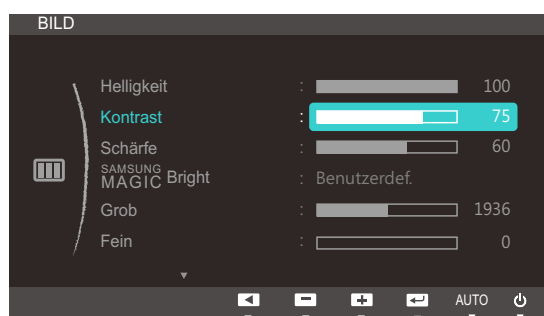 BILD
Helligkeit : 100
Kontrast : 75
Schärfe : 60
SAMSUNG MAGIC Bright : Benutzerdef.
Grob : 1936
Fein : 0
AUTO